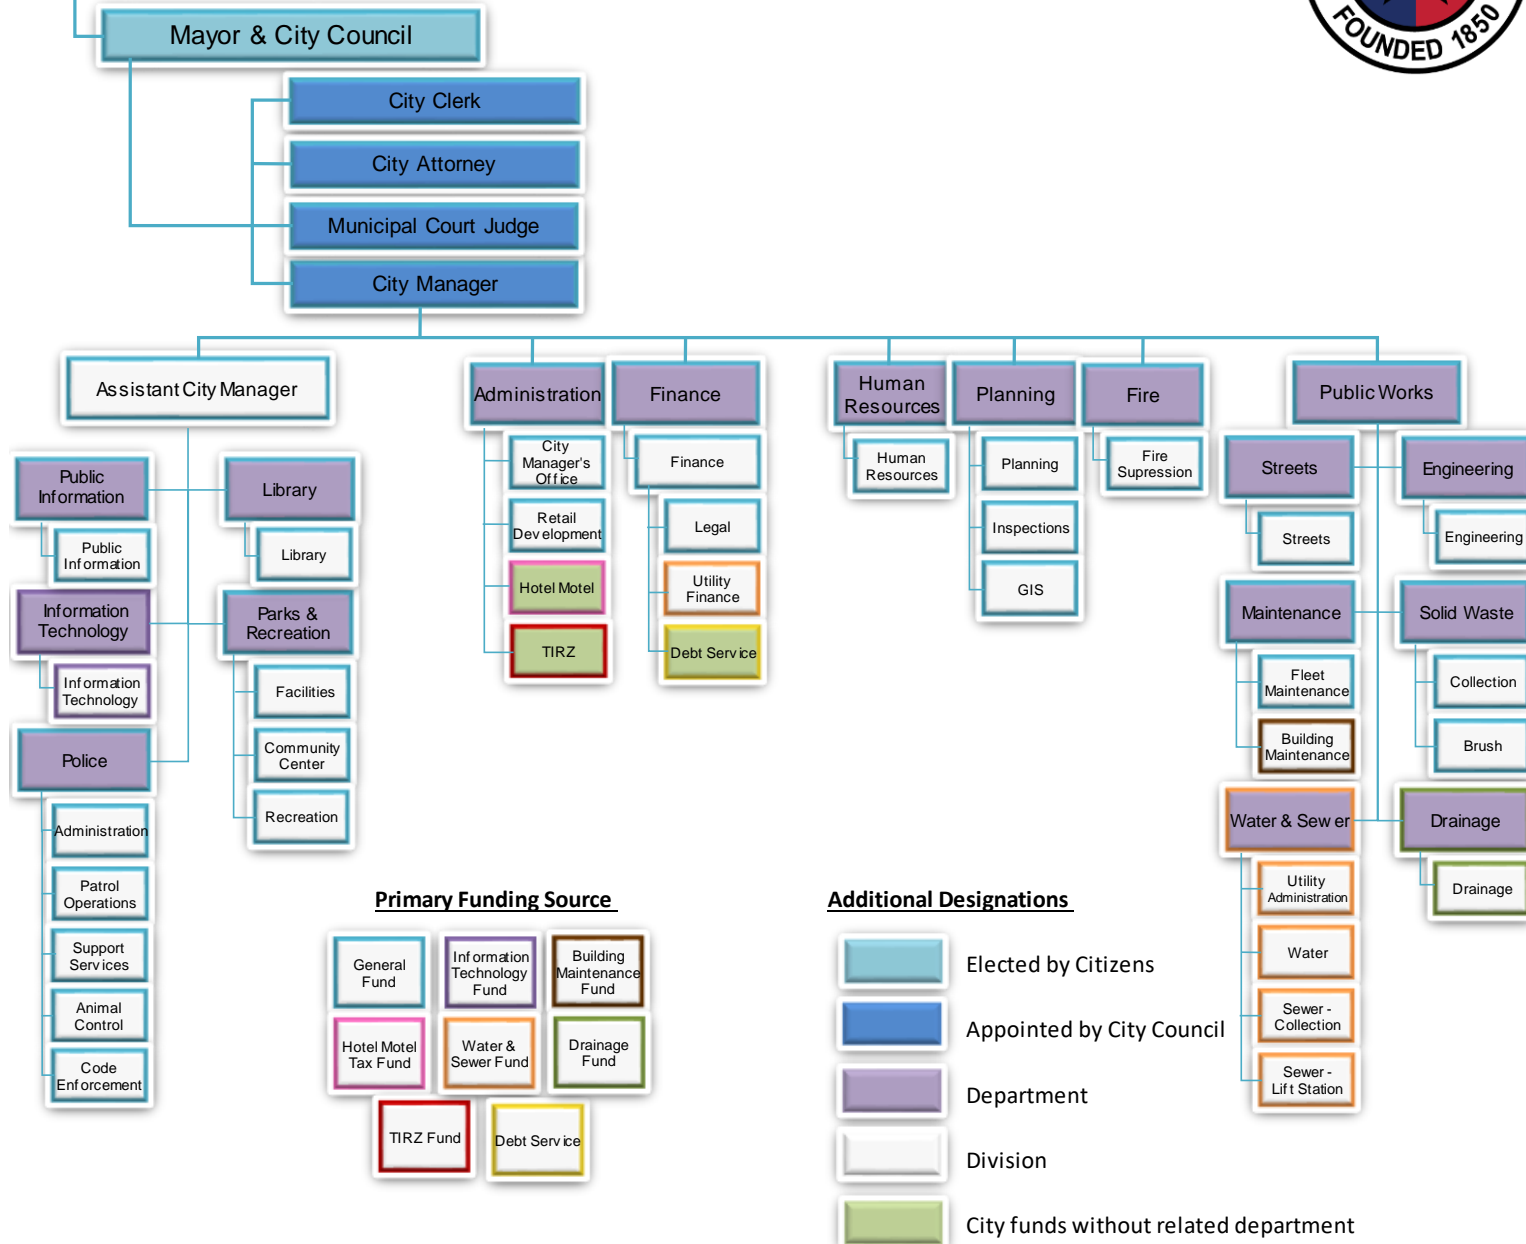 FOUNDED 1850
Mayor & City Council
City Clerk
City Attorney
Municipal Court Judge
City Manager
Assistant City Manager
Administration
Finance
Human
Resources
Planning
Fire
Public Works
Public
Information
Public
Information
Library
Library
Information
Technology
Information
Technology
Parks &
Recreation
Facilities
Community
Center
Recreation
Police
Administration
Patrol
Operations
Support
Services
Animal
Control
Code
Enforcement
City
Manager's
Office
Retail
Development
Hotel Motel
TIRZ
Finance
Legal
Utility
Finance
Debt Service
Human
Resources
Planning
Inspections
GIS
Fire
Supression
Streets
Streets
Engineering
Engineering
Maintenance
Fleet
Maintenance
Building
Maintenance
Solid Waste
Collection
Brush
Water & Sewer
Utility
Administration
Water
Sewer -
Collection
Sewer -
Lift Station
Drainage
Drainage
Primary Funding Source
General
Fund
Information
Technology
Fund
Building
Maintenance
Fund
Hotel Motel
Tax Fund
Water &
Sewer Fund
Drainage
Fund
TIRZ Fund
Debt Service
Additional Designations
Elected by Citizens
Appointed by City Council
Department
Division
City funds without related department